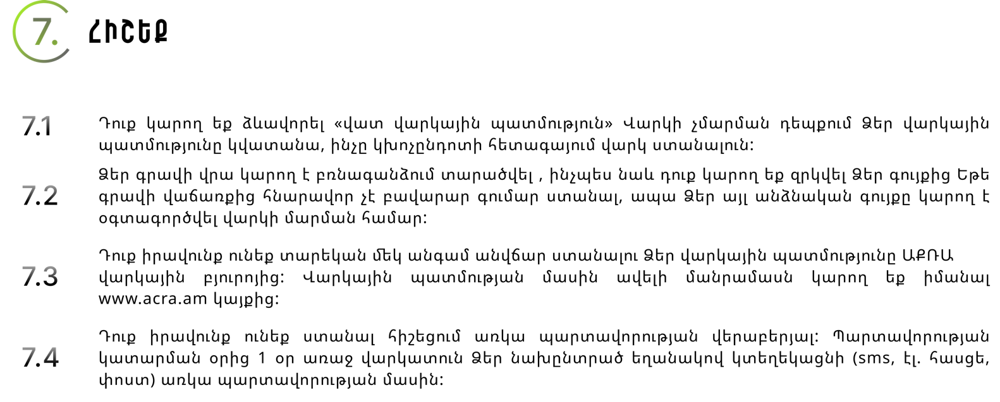 7. Հիշեք
7.1 Դուք կարող եք ձևավորել «վատ վարկային պատմություն» Վարկի չմարման դեպքում Ձեր վարկային
պատմությունը կվատանա, ինչը կխոչընդոտի հետագայում վարկ ստանալուն:
Ձեր գրավի վրա կարող է բռնագանձում տարածվել , ինչպես նաև դուք կարող եք զրկվել Ձեր գույքից Եթե
7.2 գրավի վաճառքից հնարավոր չէ բավարար գումար ստանալ, ապա Ձեր այլ անձնական գույքը կարող է
օգտագործվել վարկի մարման համար:
Դուք իրավունք ունեք տարեկան մեկ անգամ անվճար ստանալու Ձեր վարկային պատմությունը ԱՔՌԱ
7.3 վարկային բյուրոյից: Վարկային պատմության մասին ավելի մանրամասն կարող եք իմանալ
www.acra.am կայքից:
Դուք իրավունք ունեք ստանալ հիշեցում առկա պարտավորության վերաբերյալ: Պարտավորության
7.4 կատարման օրից 1 օր առաջ վարկատուն Ձեր նախընտրած եղանակով կտեղեկացնի (sms, էլ. հասցե,
փոստ) առկա պարտավորության մասին: